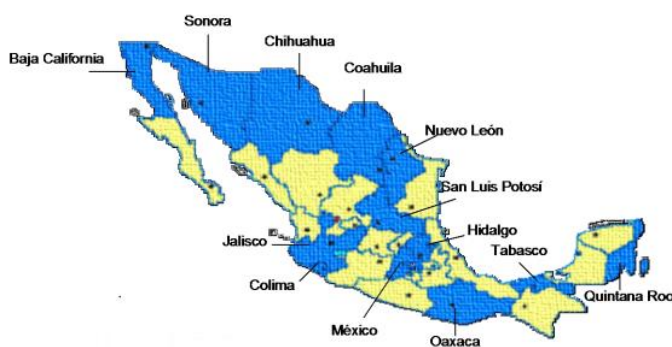 Sonora
Chihuahua
Baja California
Coahuila
Nuevo León
San Luis Potosí
Jalisco
Hidalgo
Tabasco
Colima
Quintana Roo
México
Oaxaca